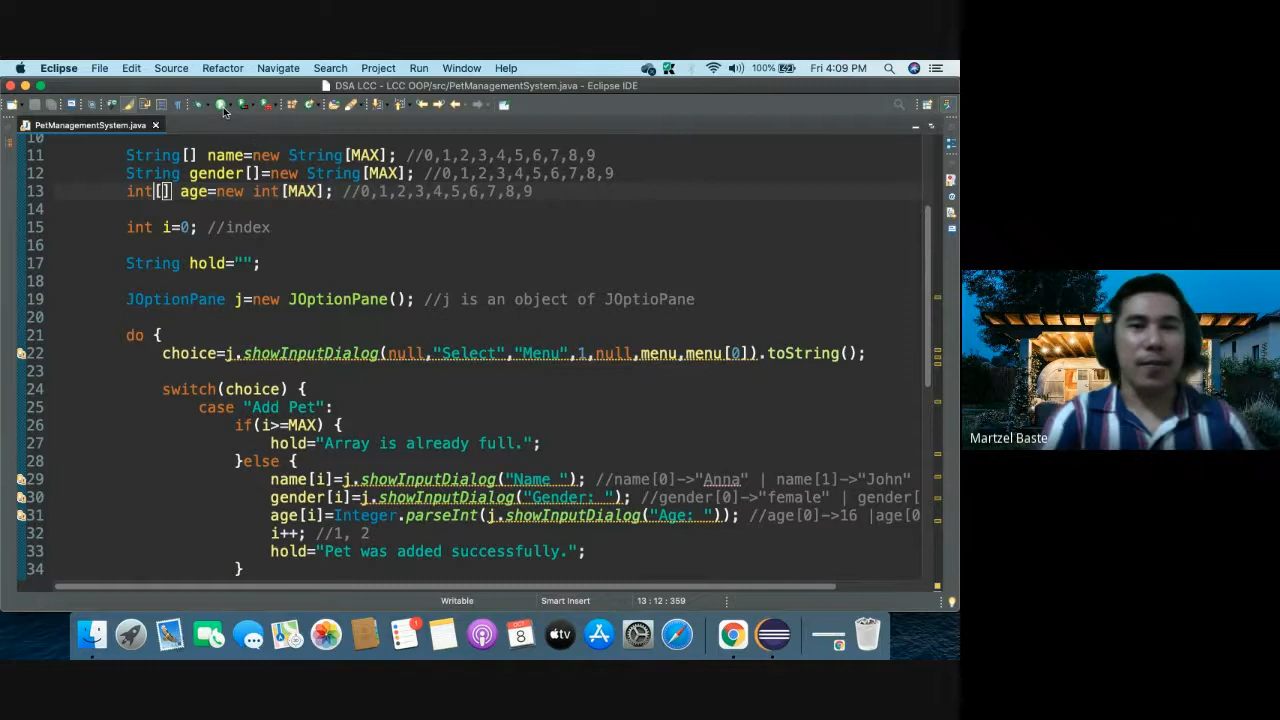 Eclipse File Edit Source Refactor Navigate Search Project Run Window Help 100% Fri 4:09 PM
DSA LCC - LCC OOP/src/PetManagementSystem.java - Eclipse IDE
PetManagementSystem.java
10
11 String[] name=new String[MAX]; //0,1,2,3,4,5,6,7,8,9
12 String gender[]=new String[MAX]; //0,1,2,3,4,5,6,7,8,9
13 int[] age=new int[MAX]; //0,1,2,3,4,5,6,7,8,9
14
15 int i=0; //index
16
17 String hold="";
18
19 JOptionPane j=new JOptionPane(); //j is an object of JOptioPane
20
21 do {
22 choice=j.showInputDialog(null,"Select","Menu",1,null,menu,menu[0]).toString();
23
24 switch(choice) {
25 case "Add Pet":
26 if(i>=MAX) {
27 hold="Array is already full.";
28 }else {
29 name[i]=j.showInputDialog("Name "); //name[0]->"Anna" | name[1]->"John"
30 gender[i]=j.showInputDialog("Gender: "); //gender[0]->"female" | gender[
31 age[i]=Integer.parseInt(j.showInputDialog("Age: ")); //age[0]->16 |age[0
32 i++; //1, 2
33 hold="Pet was added successfully.";
34 }
Writable Smart Insert 13:12:359
Martzel Baste
OCT
8
1
tv